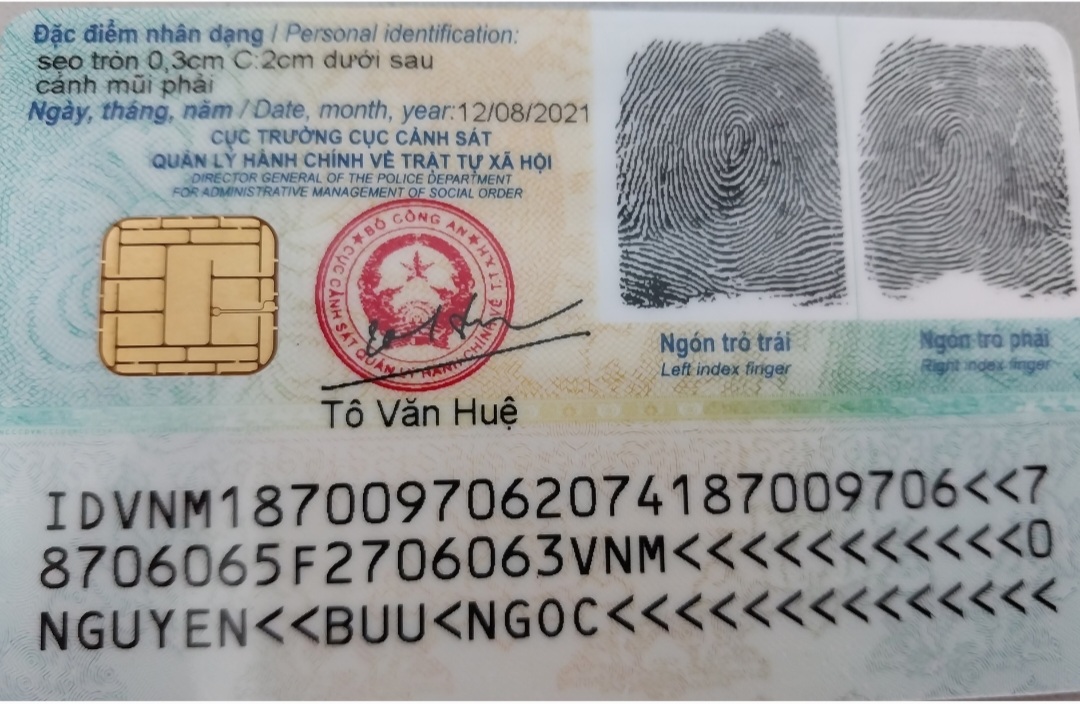 Đặc điểm nhân dạng / Personal identification:
sẹo tròn 0,3cm C:2cm dưới sau
cánh mũi phải
Ngày, tháng, năm / Date, month, year:12/08/2021
CỤC TRƯỞNG CỤC CẢNH SÁT
QUẢN LÝ HÀNH CHÍNH VỀ TRẬT TỰ XÃ HỘI
DIRECTOR GENERAL OF THE POLICE DEPARTMENT
FOR ADMINISTRATIVE MANAGEMENT OF SOCIAL ORDER
★BỘ CÔNG AN★
CỤC CẢNH SÁT QUẢN LÝ HÀNH CHÍNH VỀ TTXH
Tô Văn Huệ
Ngón trỏ trái
Left index finger
Ngón trỏ phải
Right index finger
IDVNM1870097062074187009706<<7
8706065F2706063VNM<<<<<<<<<<<0
NGUYEN<<BUU<NGOC<<<<<<<<<<<<<<